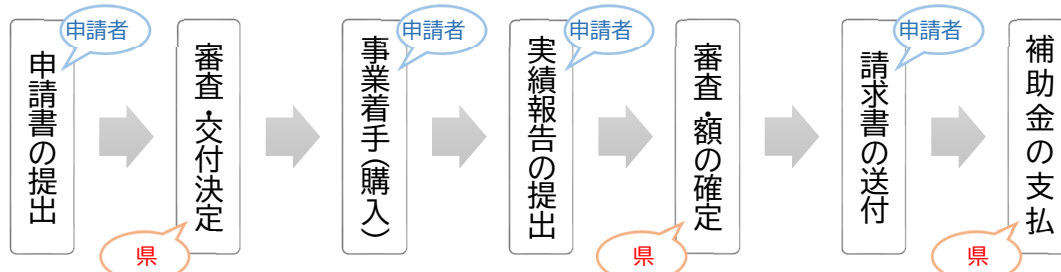 申請者
申請書の提出
審査・交付決定
県
申請者
事業着手（購入）
申請者
実績報告の提出
審査・額の確定
県
申請者
請求書の送付
補助金の支払
県